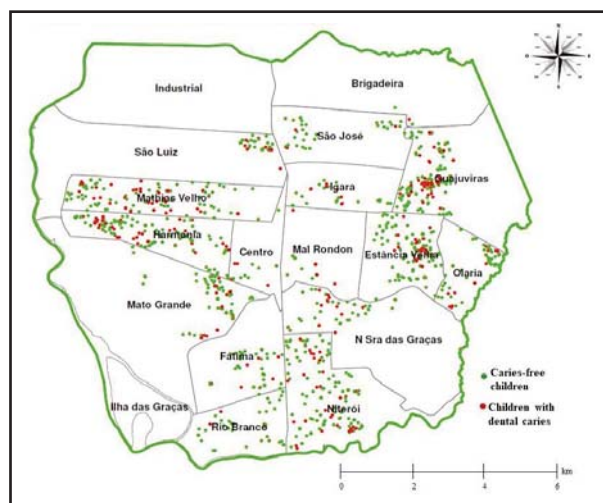 N
Industrial
Brigadeira
São José
São Luiz
Guajuviras
Igara
Mathias Velho
Harmonia
Centro
Mal Rondon
Estância Velha
Olaria
Mato Grande
N Sra das Graças
Fátima
Caries-free
children
Ilha das Graças
Niterói
Children with
dental caries
Rio Branco
km
0 2 4 6